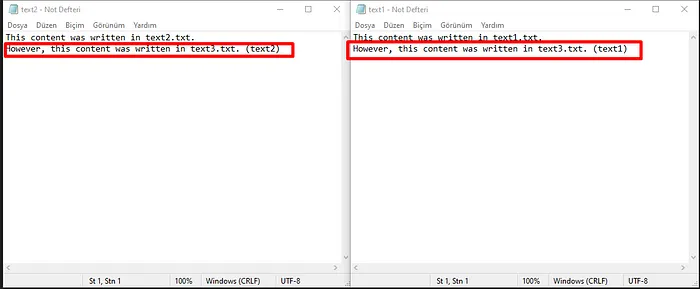 text2 - Not Defteri
Dosya Düzen Biçim Görünüm Yardım
This content was written in text2.txt.
However, this content was written in text3.txt. (text2)
St 1, Stn 1 100% Windows (CRLF) UTF-8
text1 - Not Defteri
Dosya Düzen Biçim Görünüm Yardım
This content was written in text1.txt.
However, this content was written in text3.txt. (text1)
St 1, Stn 1 100% Windows (CRLF) UTF-8